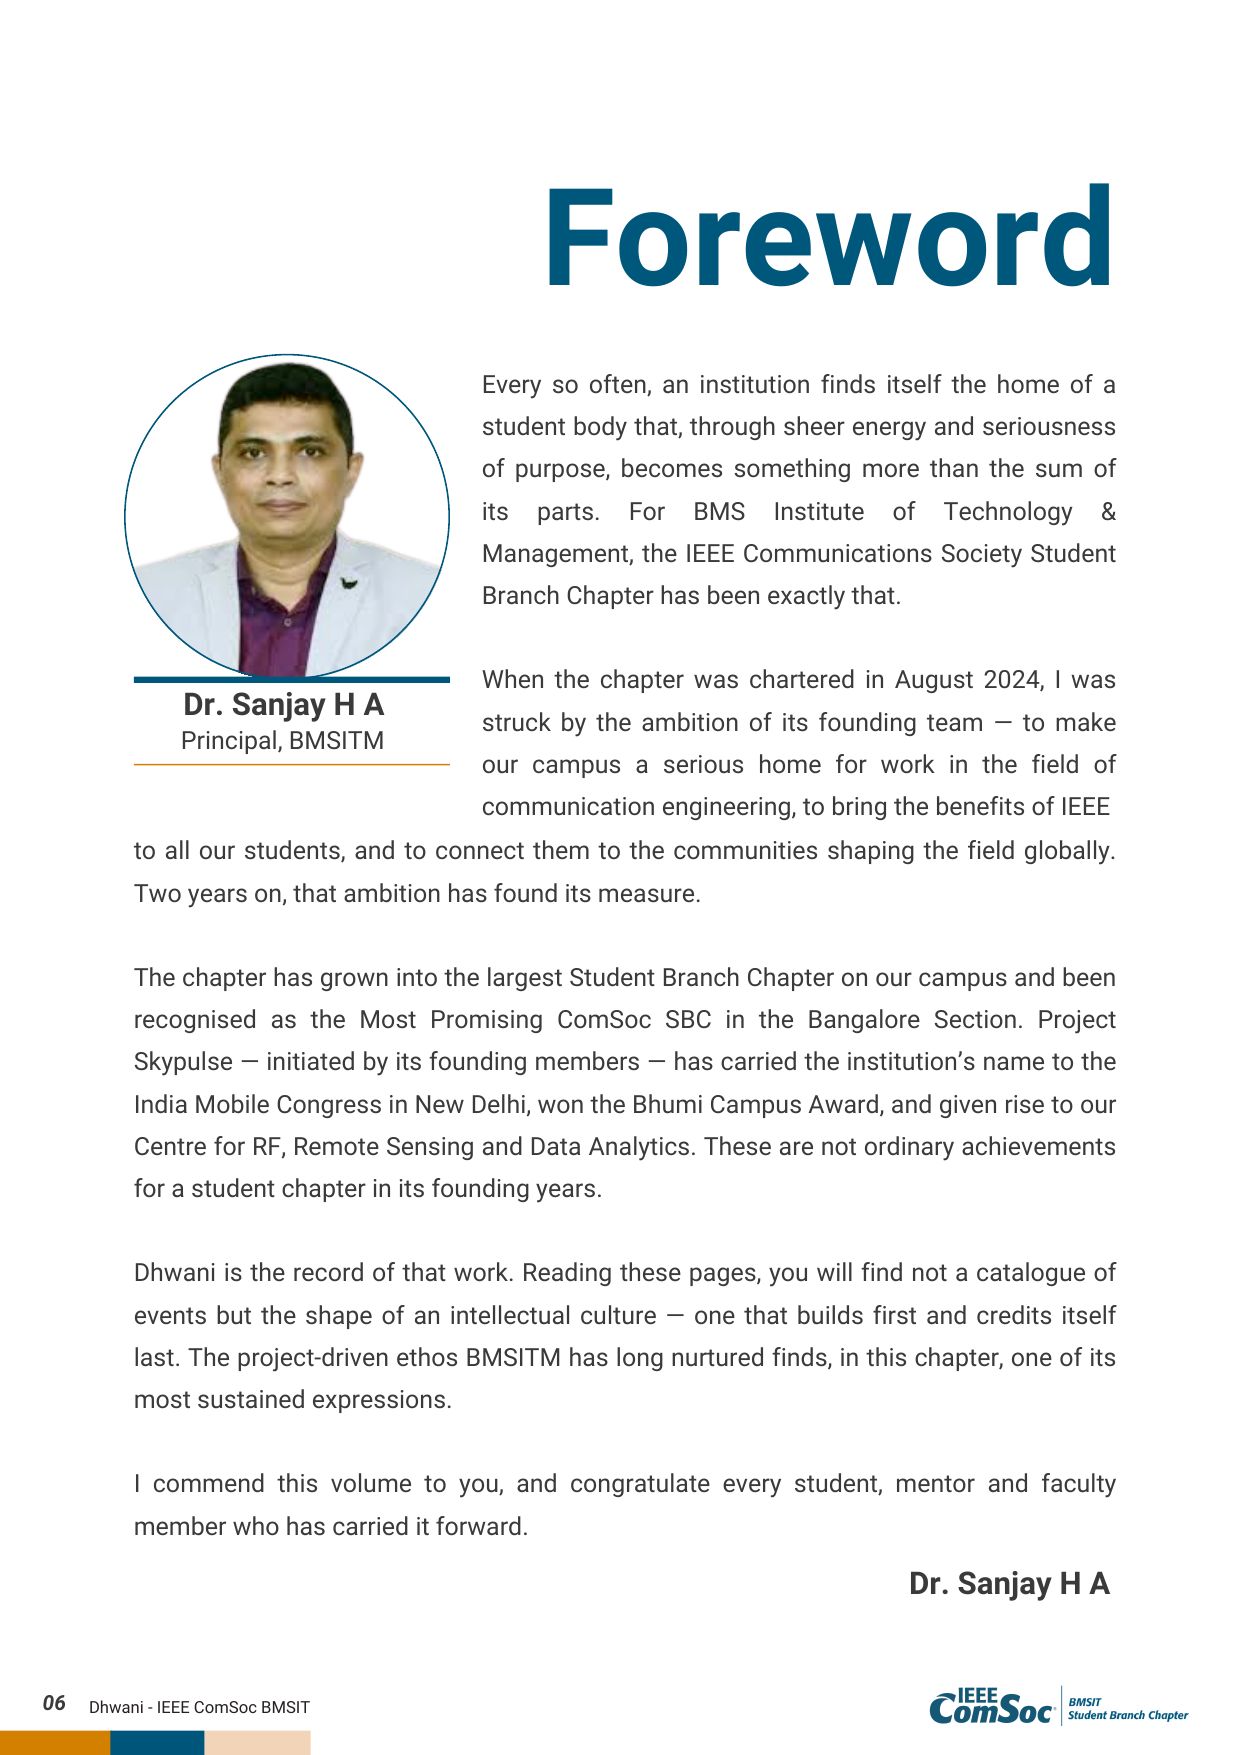 Foreword
Dr. Sanjay H A
Principal, BMSITM
Every so often, an institution finds itself the home of a
student body that, through sheer energy and seriousness
of purpose, becomes something more than the sum of
its parts. For BMS Institute of Technology &
Management, the IEEE Communications Society Student
Branch Chapter has been exactly that.
When the chapter was chartered in August 2024, I was
struck by the ambition of its founding team — to make
our campus a serious home for work in the field of
communication engineering, to bring the benefits of IEEE
to all our students, and to connect them to the communities shaping the field globally.
Two years on, that ambition has found its measure.
The chapter has grown into the largest Student Branch Chapter on our campus and been
recognised as the Most Promising ComSoc SBC in the Bangalore Section. Project
Skypulse — initiated by its founding members — has carried the institution’s name to the
India Mobile Congress in New Delhi, won the Bhumi Campus Award, and given rise to our
Centre for RF, Remote Sensing and Data Analytics. These are not ordinary achievements
for a student chapter in its founding years.
Dhwani is the record of that work. Reading these pages, you will find not a catalogue of
events but the shape of an intellectual culture — one that builds first and credits itself
last. The project-driven ethos BMSITM has long nurtured finds, in this chapter, one of its
most sustained expressions.
I commend this volume to you, and congratulate every student, mentor and faculty
member who has carried it forward.
Dr. Sanjay H A
06 Dhwani - IEEE ComSoc BMSIT
IEEE
ComSoc
BMSIT
Student Branch Chapter